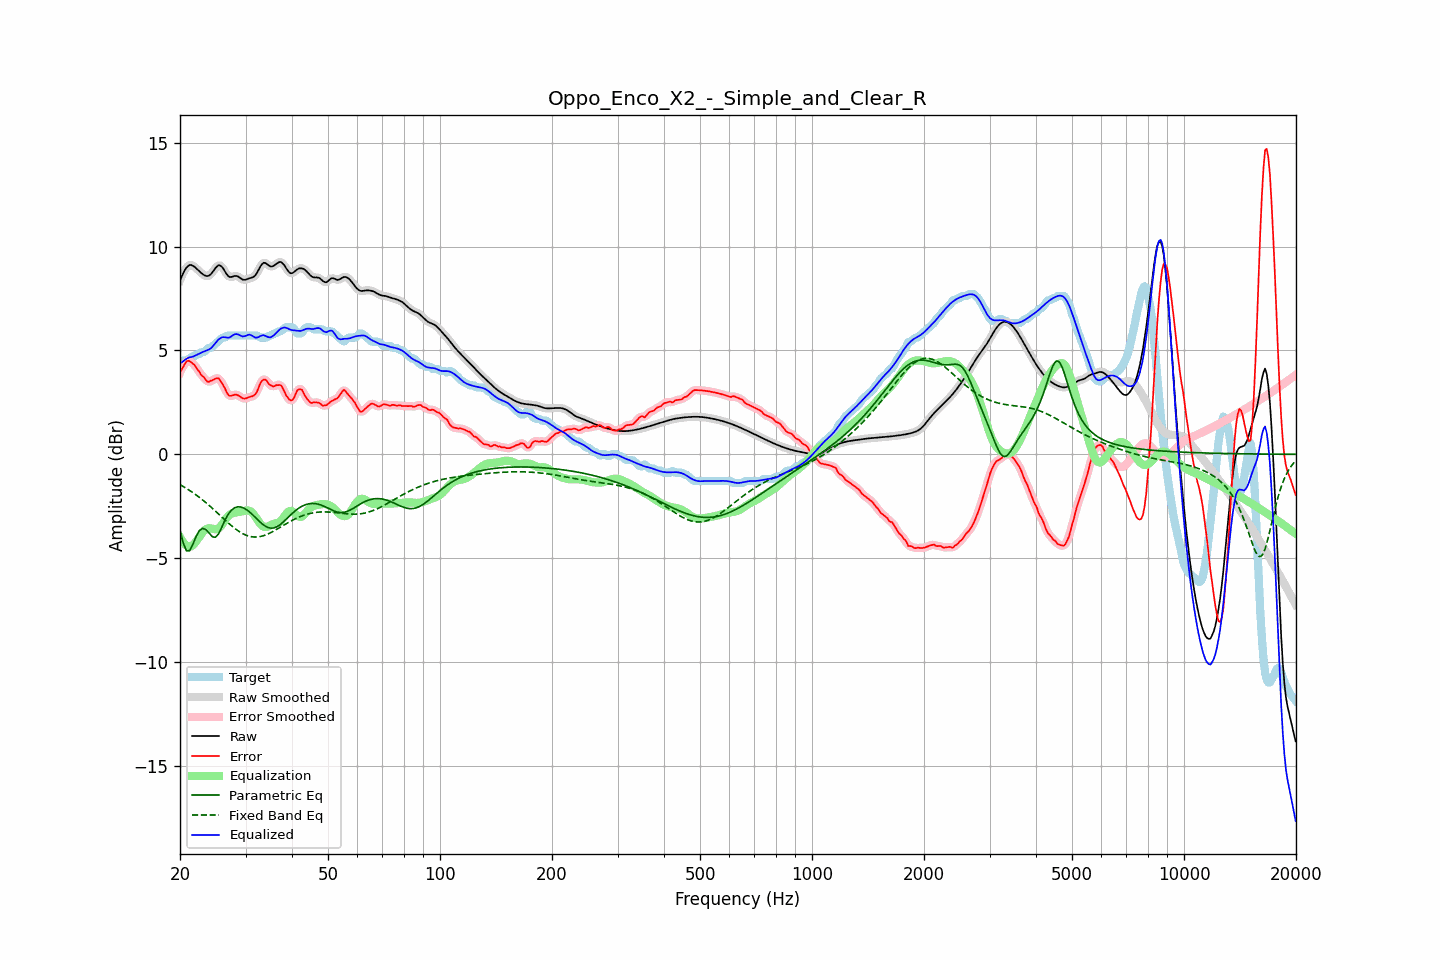 Oppo_Enco_X2_-_Simple_and_Clear_R
Amplitude (dBr)
15
10
5
0
−5
−10
−15
Target
Raw Smoothed
Error Smoothed
Raw
Error
Equalization
Parametric Eq
Fixed Band Eq
Equalized
20 50 100 200 500 1000 2000 5000 10000 20000
Frequency (Hz)